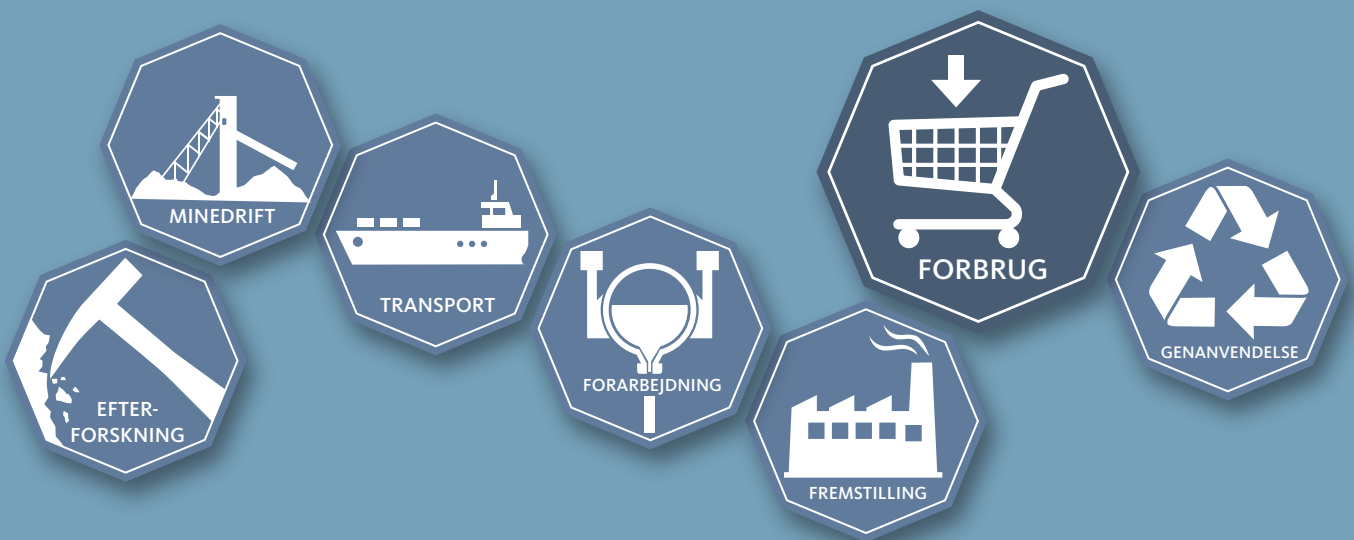 EFTER-
FORSKNING
MINEDRIFT
TRANSPORT
FORARBEJDNING
FREMSTILLING
FORBRUG
GENANVENDELSE